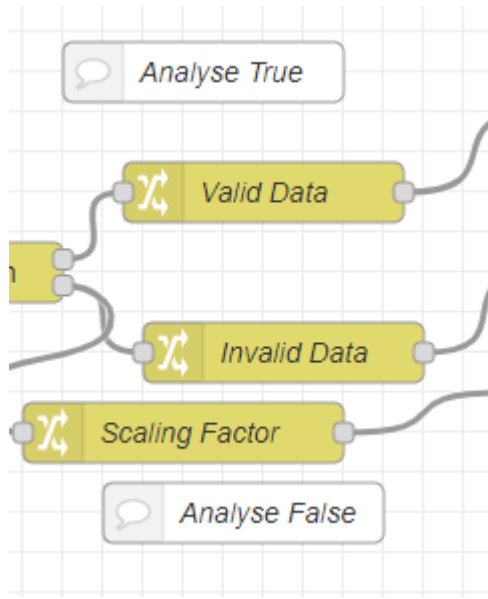 Analyse True
Valid Data
n
Invalid Data
Scaling Factor
Analyse False